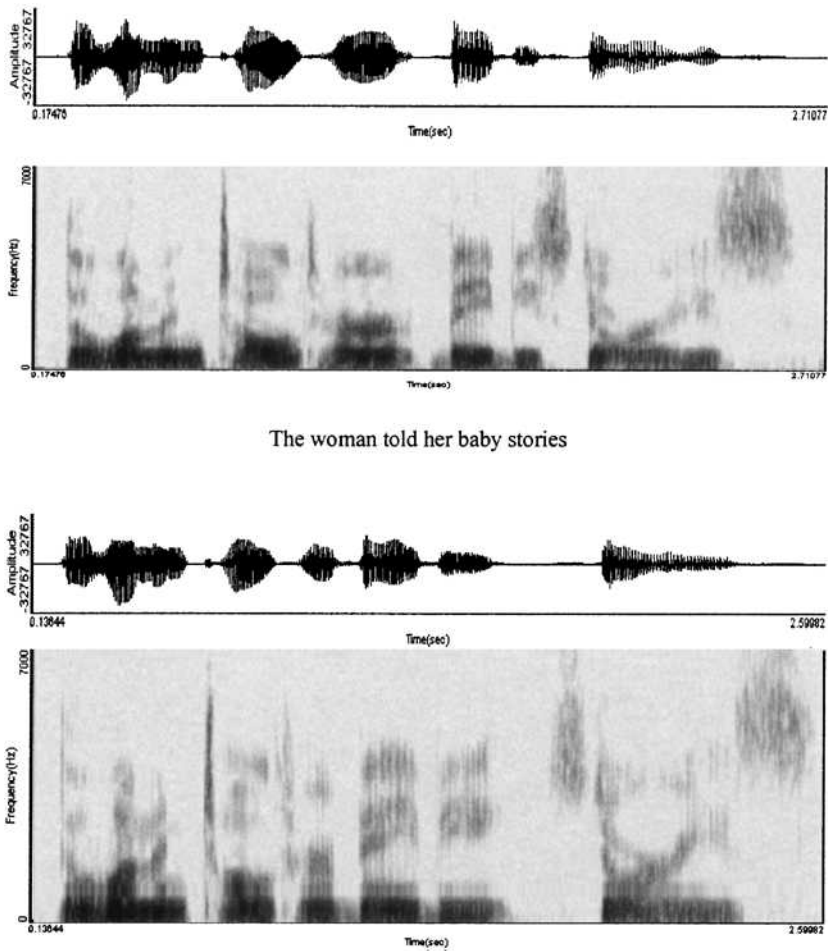 Amplitude
-32767 32767
0.17476
2.71077
Time(sec)
Frequency(Hz)
7000
0
0.17476
2.71077
Time(sec)
The woman told her baby stories
Amplitude
-32767 32767
0.13644
2.59982
Time(sec)
Frequency(Hz)
7000
0
0.13644
2.59982
Time(sec)